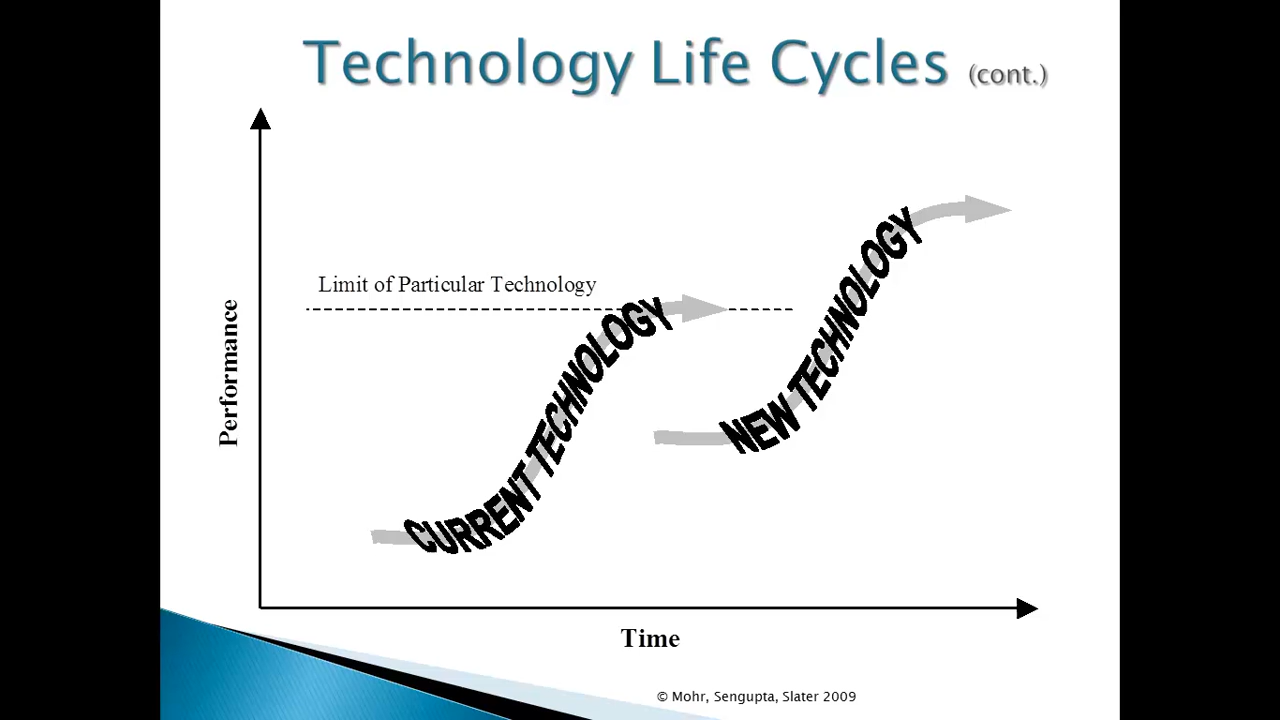 Technology Life Cycles (cont.)
Limit of Particular Technology
Performance
CURRENT TECHNOLOGY
NEW TECHNOLOGY
Time
© Mohr, Sengupta, Slater 2009